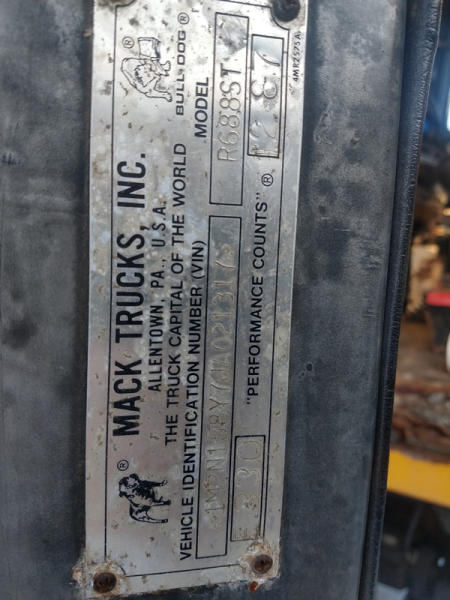 MACK TRUCKS, INC.
ALLENTOWN, PA., U.S.A.
THE TRUCK CAPITAL OF THE WORLD
BULLDOG®
VEHICLE IDENTIFICATION NUMBER (VIN)
MODEL
R688ST
"PERFORMANCE COUNTS"®
4MR2575A